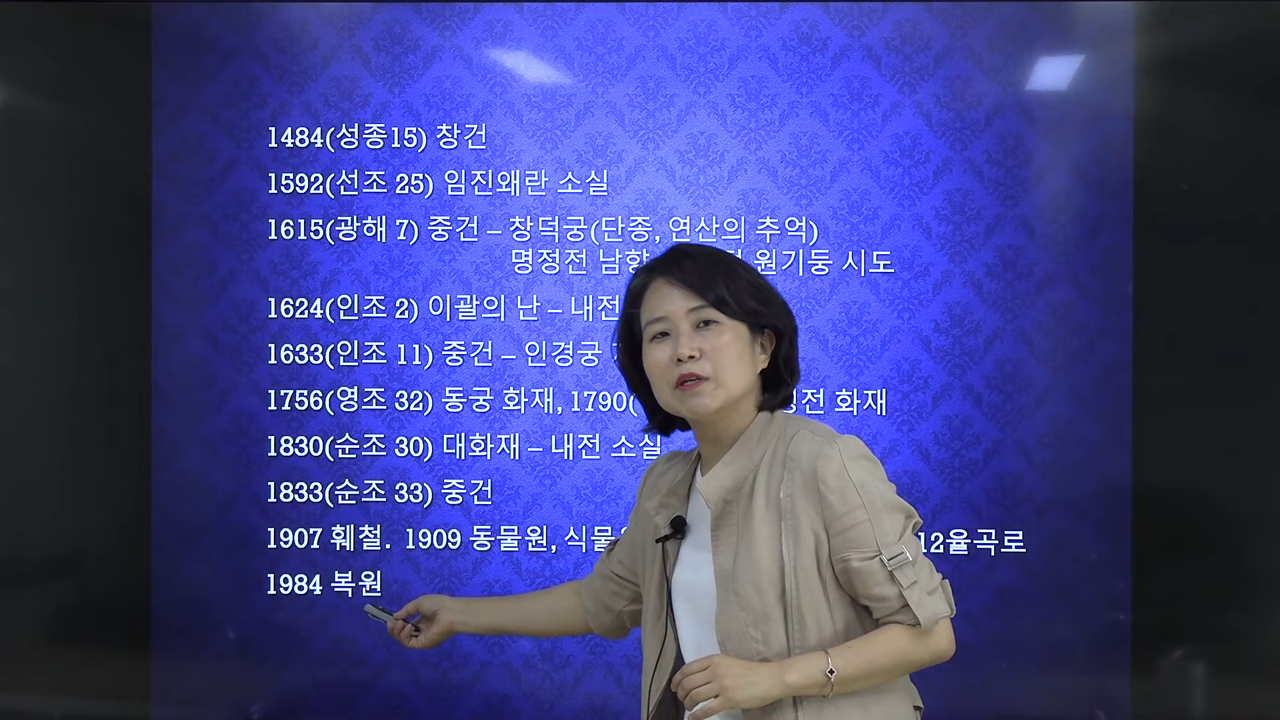 1484(성종15) 창건
1592(선조 25) 임진왜란 소실
1615(광해 7) 중건 – 창덕궁(단종, 연산의 추억)
명정전 남향 원기둥 시도
1624(인조 2) 이괄의 난 – 내전
1633(인조 11) 중건 – 인경궁
1756(영조 32) 동궁 화재, 1790( 전 화재
1830(순조 30) 대화재 – 내전 소실
1833(순조 33) 중건
1907 훼철. 1909 동물원, 12율곡로
1984 복원